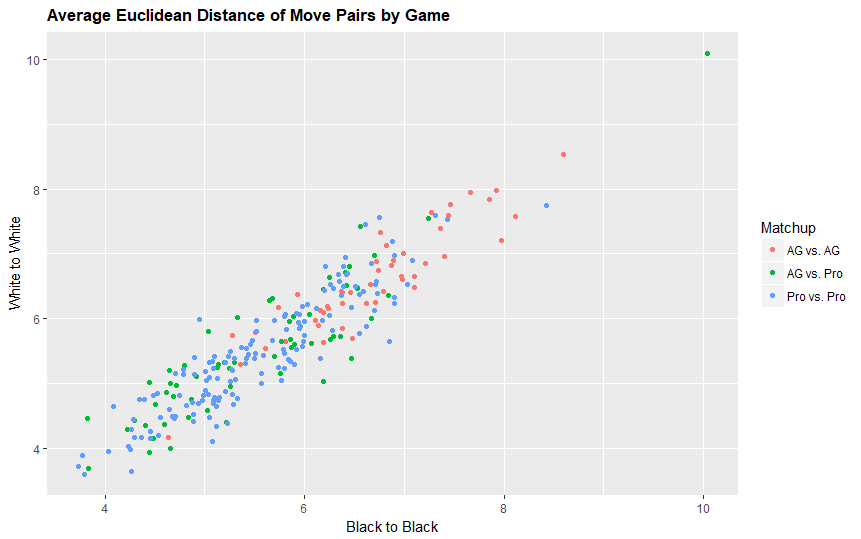 Average Euclidean Distance of Move Pairs by Game
10
8
6
4
White to White
4
6
8
10
Black to Black
Matchup
AG vs. AG
AG vs. Pro
Pro vs. Pro